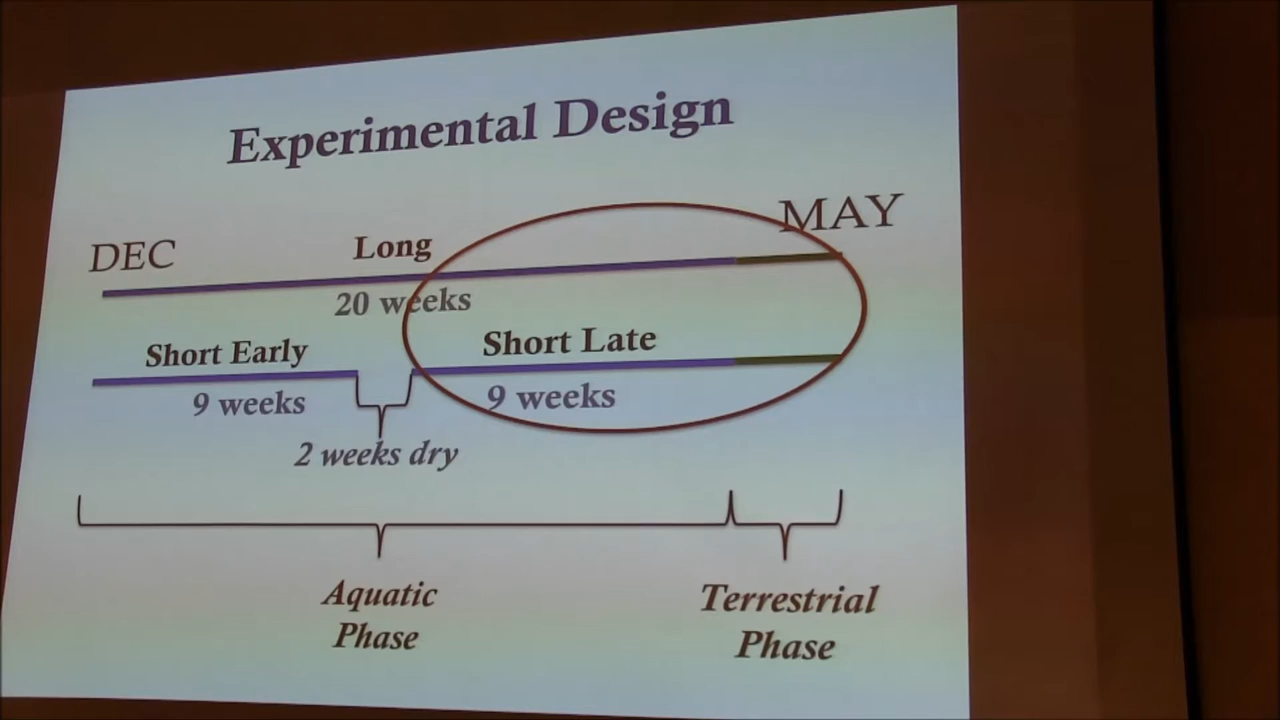 Experimental Design
DEC
Long
MAY
20 weeks
Short Early
Short Late
9 weeks
9 weeks
2 weeks dry
Aquatic
Phase
Terrestrial
Phase